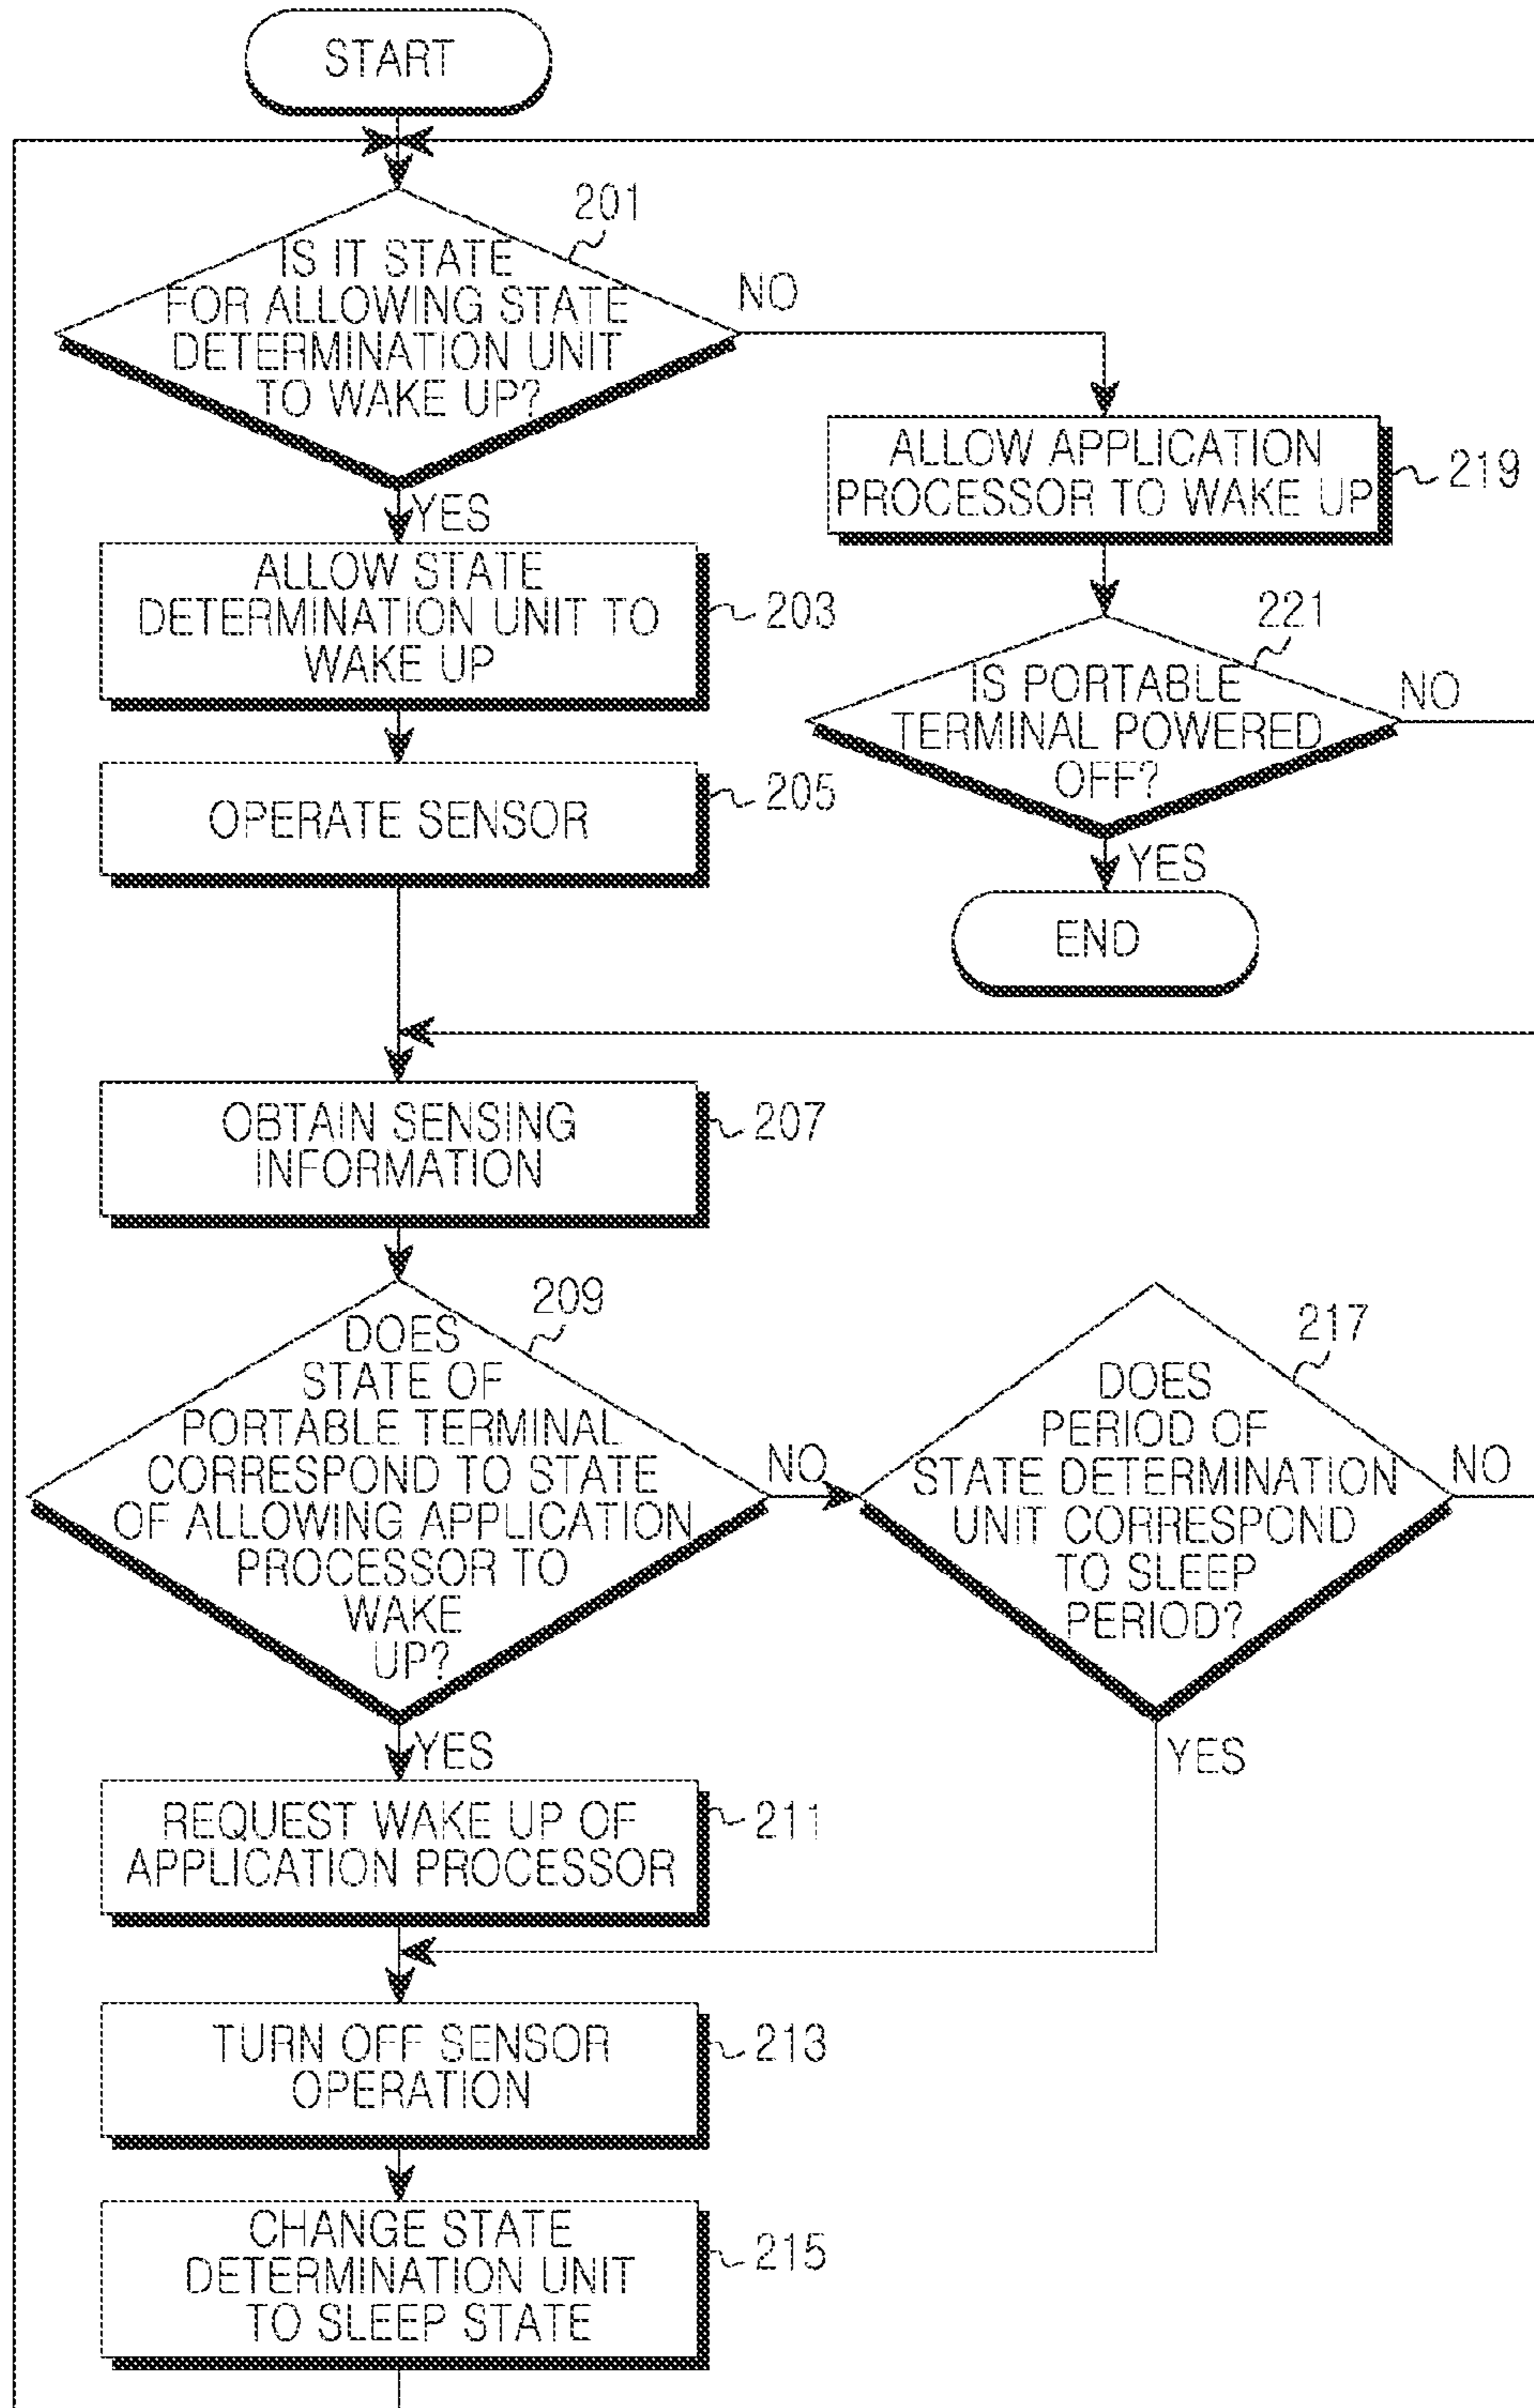 START
201
IS IT STATE
FOR ALLOWING STATE
DETERMINATION UNIT
TO WAKE UP?
NO
YES
ALLOW STATE
DETERMINATION UNIT TO
WAKE UP
203
ALLOW APPLICATION
PROCESSOR TO WAKE UP
219
221
IS PORTABLE
TERMINAL POWERED
OFF?
NO
YES
END
OPERATE SENSOR
205
OBTAIN SENSING
INFORMATION
207
209
DOES
STATE OF
PORTABLE TERMINAL
CORRESPOND TO STATE
OF ALLOWING APPLICATION
PROCESSOR TO
WAKE
UP?
NO
YES
217
DOES
PERIOD OF
STATE DETERMINATION
UNIT CORRESPOND
TO SLEEP
PERIOD?
NO
YES
REQUEST WAKE UP OF
APPLICATION PROCESSOR
211
TURN OFF SENSOR
OPERATION
213
CHANGE STATE
DETERMINATION UNIT
TO SLEEP STATE
215